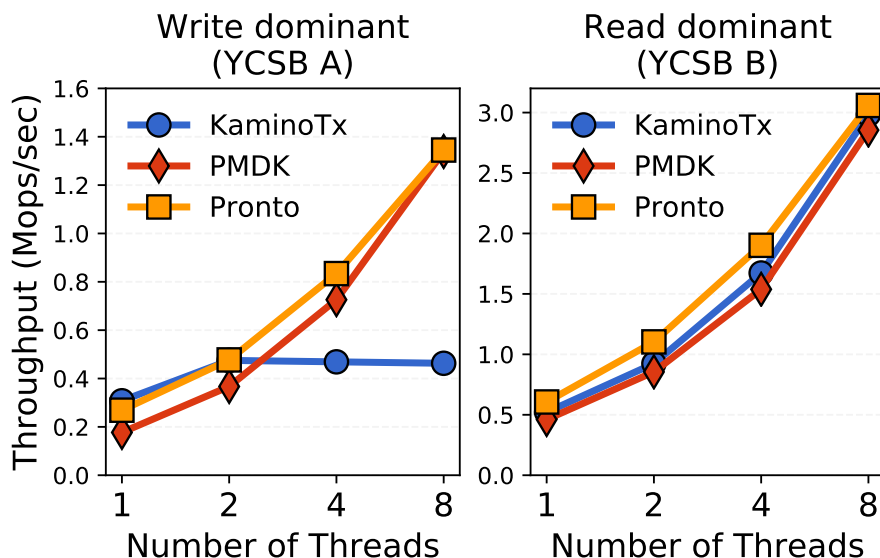 Write dominant
(YCSB A)
Read dominant
(YCSB B)
Throughput (Mops/sec)
1.6
1.4
1.2
1.0
0.8
0.6
0.4
0.2
0.0
KaminoTx
PMDK
Pronto
1 2 4 8
Number of Threads
3.0
2.5
2.0
1.5
1.0
0.5
0.0
KaminoTx
PMDK
Pronto
1 2 4 8
Number of Threads